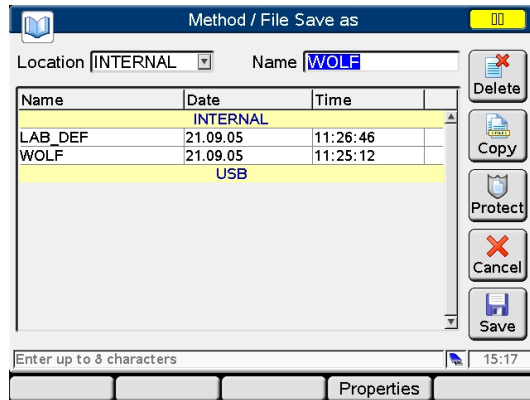 Method / File Save as
Location INTERNAL Name WOLF
Name Date Time
INTERNAL
LAB_DEF 21.09.05 11:26:46
WOLF 21.09.05 11:25:12
USB
Delete
Copy
Protect
Cancel
Save
Enter up to 8 characters 15:17
Properties